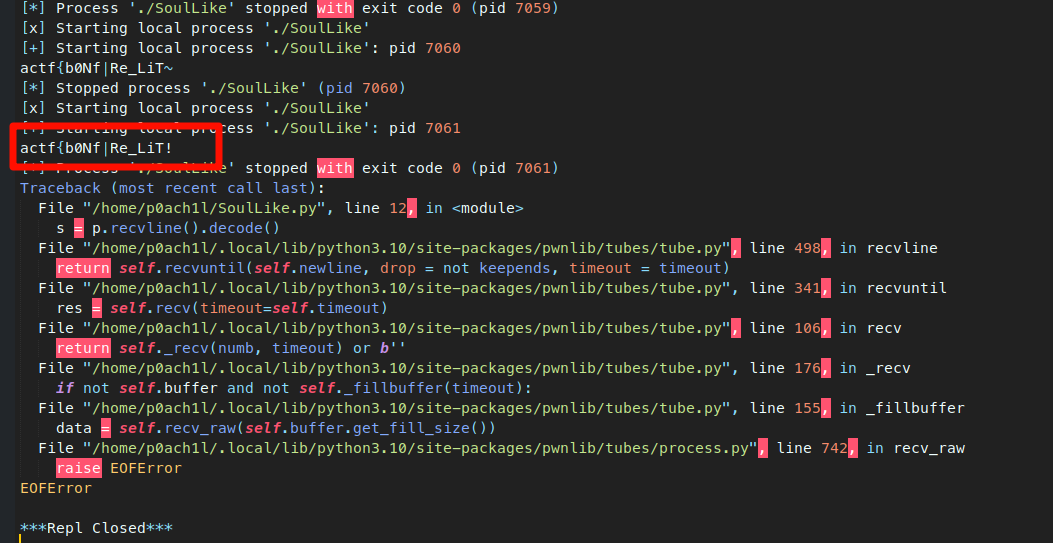 [*] Process './SoulLike' stopped with exit code 0 (pid 7059)
[x] Starting local process './SoulLike'
[+] Starting local process './SoulLike': pid 7060
actf{b0Nf|Re_LiT~
[*] Stopped process './SoulLike' (pid 7060)
[x] Starting local process './SoulLike'
[+] Starting local process './SoulLike': pid 7061
actf{b0Nf|Re_LiT!
[*] Process './SoulLike' stopped with exit code 0 (pid 7061)
Traceback (most recent call last):
File "/home/p0ach1l/SoulLike.py", line 12, in <module>
s = p.recvline().decode()
File "/home/p0ach1l/.local/lib/python3.10/site-packages/pwnlib/tubes/tube.py", line 498, in recvline
return self.recvuntil(self.newline, drop = not keepends, timeout = timeout)
File "/home/p0ach1l/.local/lib/python3.10/site-packages/pwnlib/tubes/tube.py", line 341, in recvuntil
res = self.recv(timeout=self.timeout)
File "/home/p0ach1l/.local/lib/python3.10/site-packages/pwnlib/tubes/tube.py", line 106, in recv
return self._recv(numb, timeout) or b''
File "/home/p0ach1l/.local/lib/python3.10/site-packages/pwnlib/tubes/tube.py", line 176, in _recv
if not self.buffer and not self._fillbuffer(timeout):
File "/home/p0ach1l/.local/lib/python3.10/site-packages/pwnlib/tubes/tube.py", line 155, in _fillbuffer
data = self.recv_raw(self.buffer.get_fill_size())
File "/home/p0ach1l/.local/lib/python3.10/site-packages/pwnlib/tubes/process.py", line 742, in recv_raw
raise EOFError
EOFError
***Repl Closed***